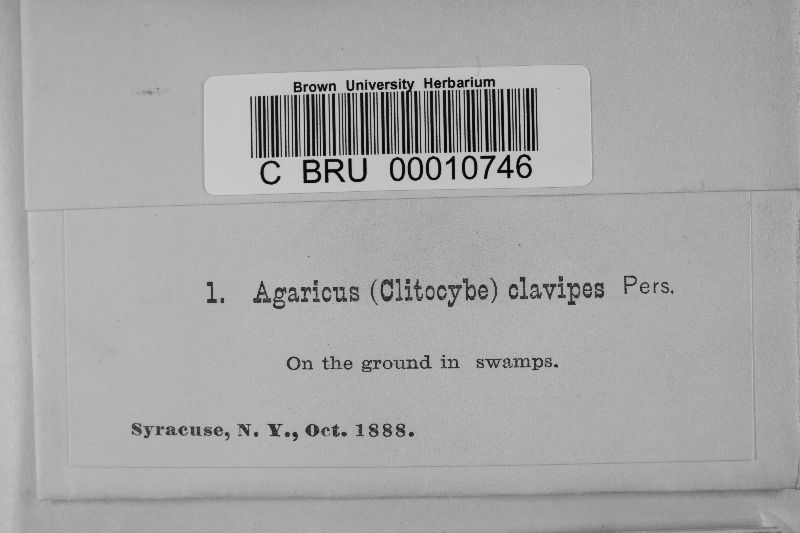 Brown University Herbarium
C BRU 00010746
1. Agaricus (Clitocybe) clavipes Pers.
On the ground in swamps.
Syracuse, N. Y., Oct. 1888.